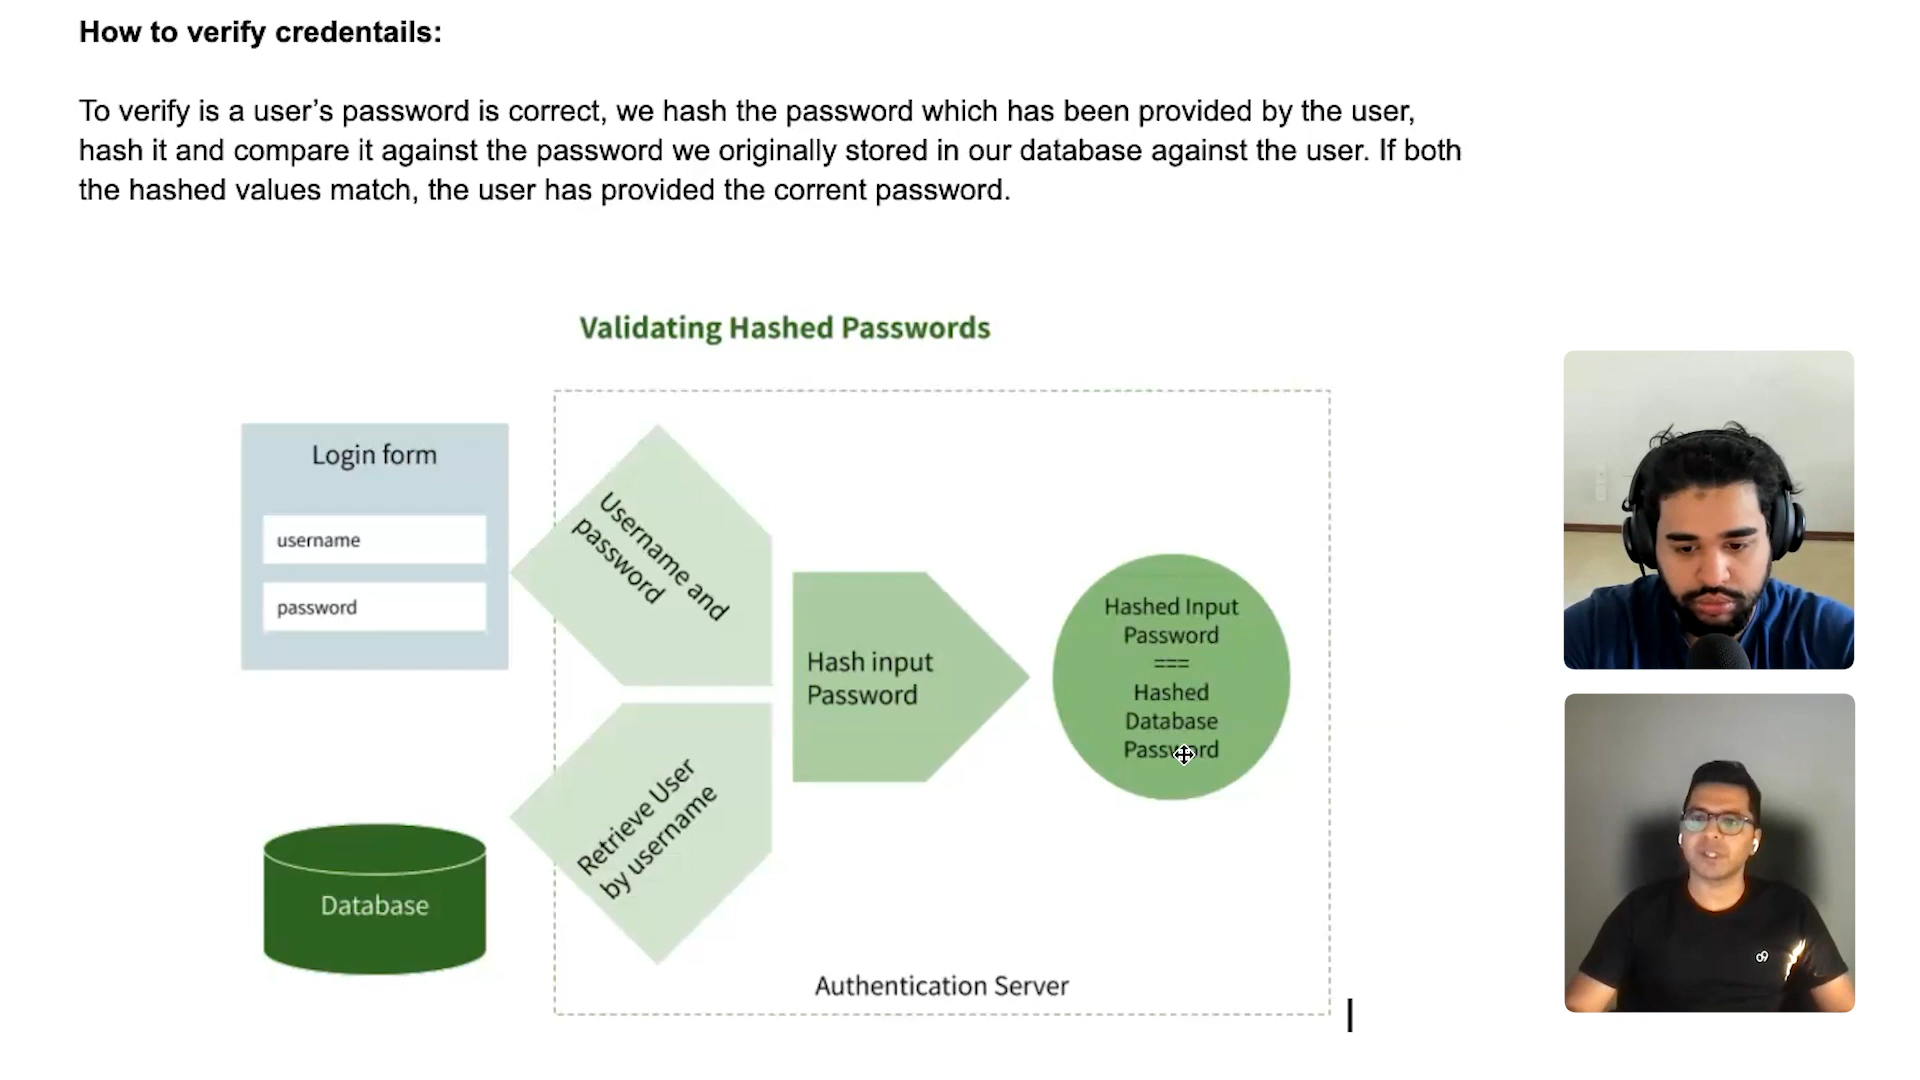 How to verify credentails:
To verify is a user’s password is correct, we hash the password which has been provided by the user,
hash it and compare it against the password we originally stored in our database against the user. If both
the hashed values match, the user has provided the corrent password.
Validating Hashed Passwords
Login form
username
password
Username and
password
Hash input
Password
Hashed Input
Password
===
Hashed
Database
Password
Retrieve User
by username
Database
Authentication Server